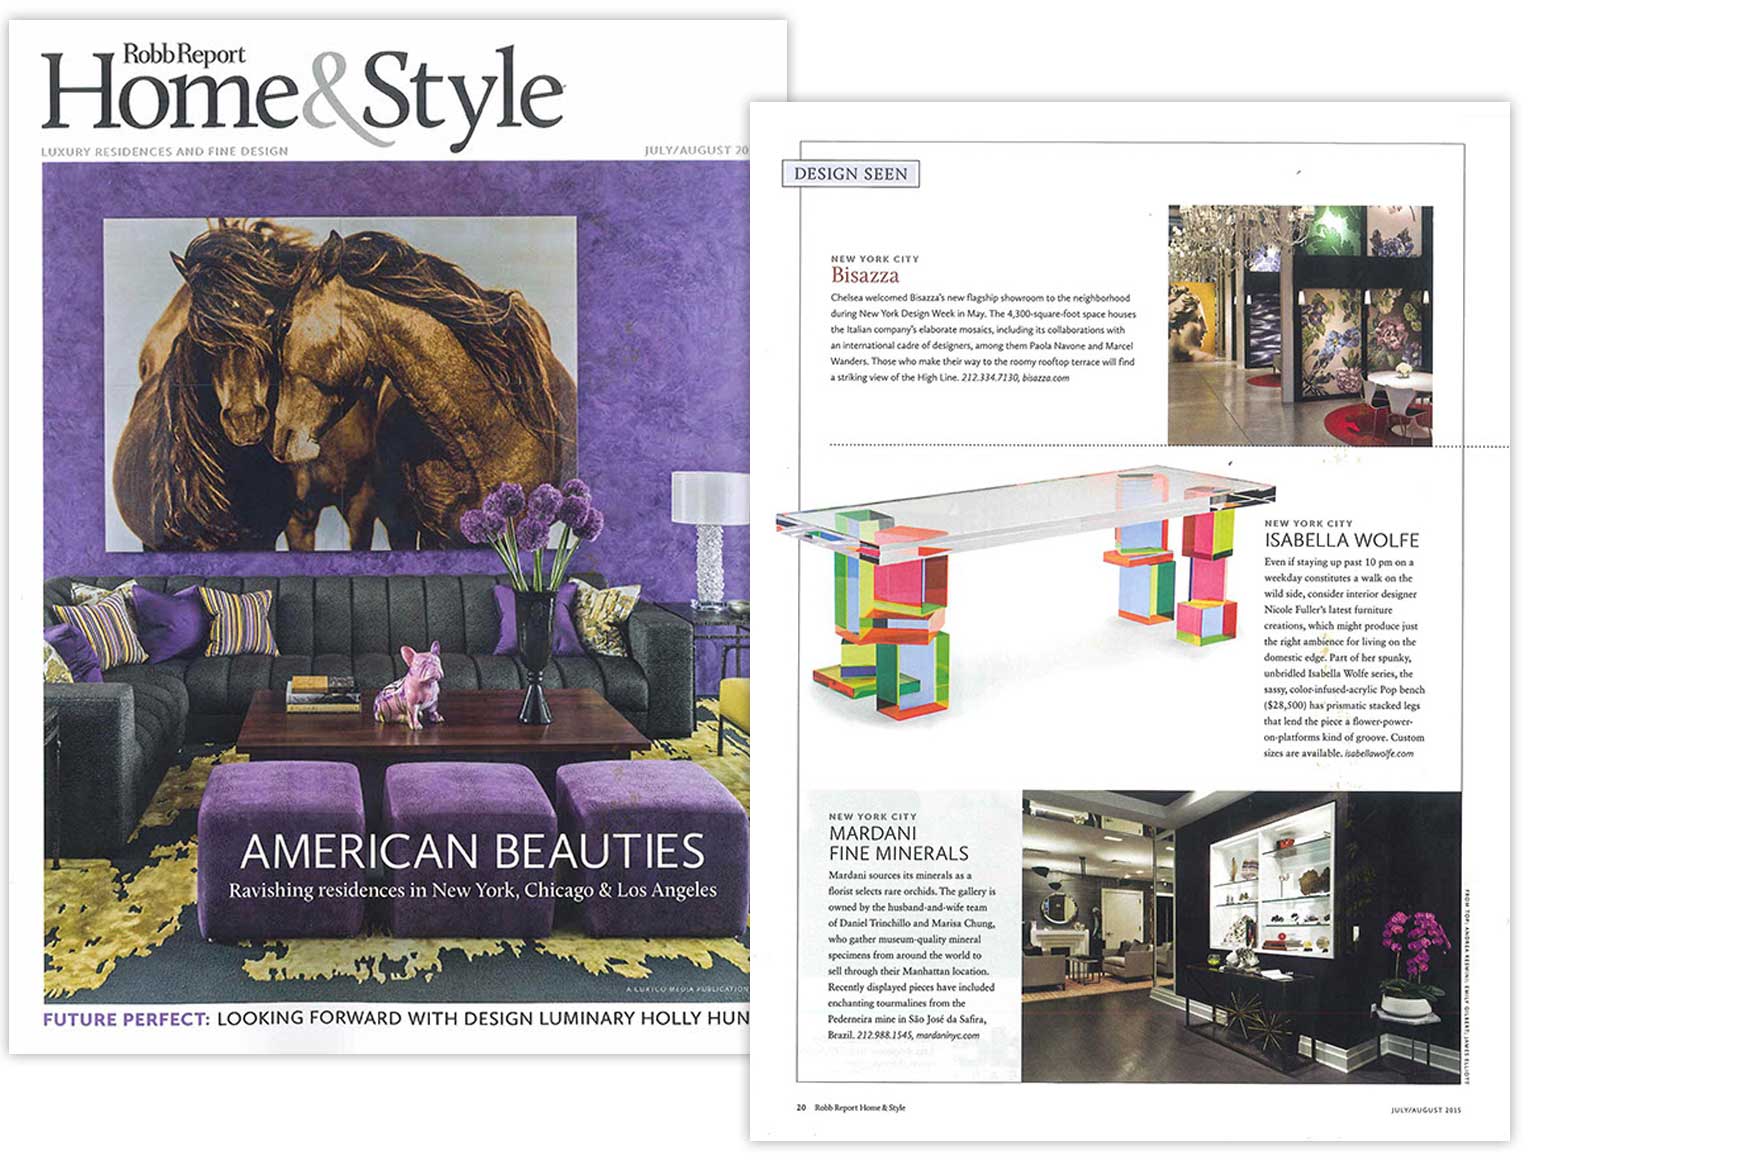 Robb Report
Home & Style
LUXURY RESIDENCES AND FINE DESIGN
JULY/AUGUST 20
AMERICAN BEAUTIES
Ravishing residences in New York, Chicago & Los Angeles
A CURTCO MEDIA PUBLICATION
FUTURE PERFECT: LOOKING FORWARD WITH DESIGN LUMINARY HOLLY HUN
DESIGN SEEN
NEW YORK CITY
Bisazza
Chelsea welcomed Bisazza's new flagship showroom to the neighborhood
during New York Design Week in May. The 4,300-square-foot space houses
the Italian company's elaborate mosaics, including its collaborations with
an international cadre of designers, among them Paola Navone and Marcel
Wanders. Those who make their way to the roomy rooftop terrace will find
a striking view of the High Line. 212.334.7130, bisazza.com
NEW YORK CITY
ISABELLA WOLFE
Even if staying up past 10 pm on a
weekday constitutes a walk on the
wild side, consider interior designer
Nicole Fuller's latest furniture
creations, which might produce just
the right ambience for living on the
domestic edge. Part of her spunky,
unbridled Isabella Wolfe series, the
sassy, color-infused-acrylic Pop bench
($28,500) has prismatic stacked legs
that lend the piece a flower-power-
on-platforms kind of groove. Custom
sizes are available. isabellawolfe.com
NEW YORK CITY
MARDANI
FINE MINERALS
Mardani sources its minerals as a
florist selects rare orchids. The gallery is
owned by the husband-and-wife team
of Daniel Trinchillo and Marisa Chung,
who gather museum-quality mineral
specimens from around the world to
sell through their Manhattan location.
Recently displayed pieces have included
enchanting tourmalines from the
Pederneira mine in São José da Safira,
Brazil. 212.988.1545, mardaninyc.com
FROM TOP: ANDREA; EMILY GILBERT; JAMES ELLIOTT
20 Robb Report Home & Style
JULY/AUGUST 2015